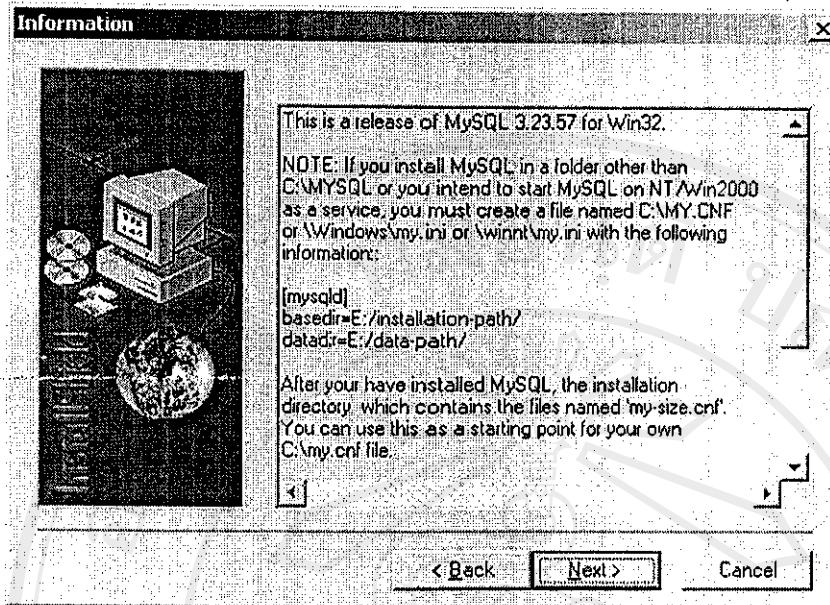 Information
This is a release of MySQL 3.23.57 for Win32.
NOTE: If you install MySQL in a folder other than
C:\MYSQL or you intend to start MySQL on NT/Win2000
as a service, you must create a file named C:\MY.CNF
or \Windows\my.ini or \winnt\my.ini with the following
information::
[mysqld]
basedir=E:/installation-path/
datadir=E:/data-path/
After your have installed MySQL, the installation
directory which contains the files named 'my-size.cnf'.
You can use this as a starting point for your own
C:\my.cnf file.
< Back
Next >
Cancel